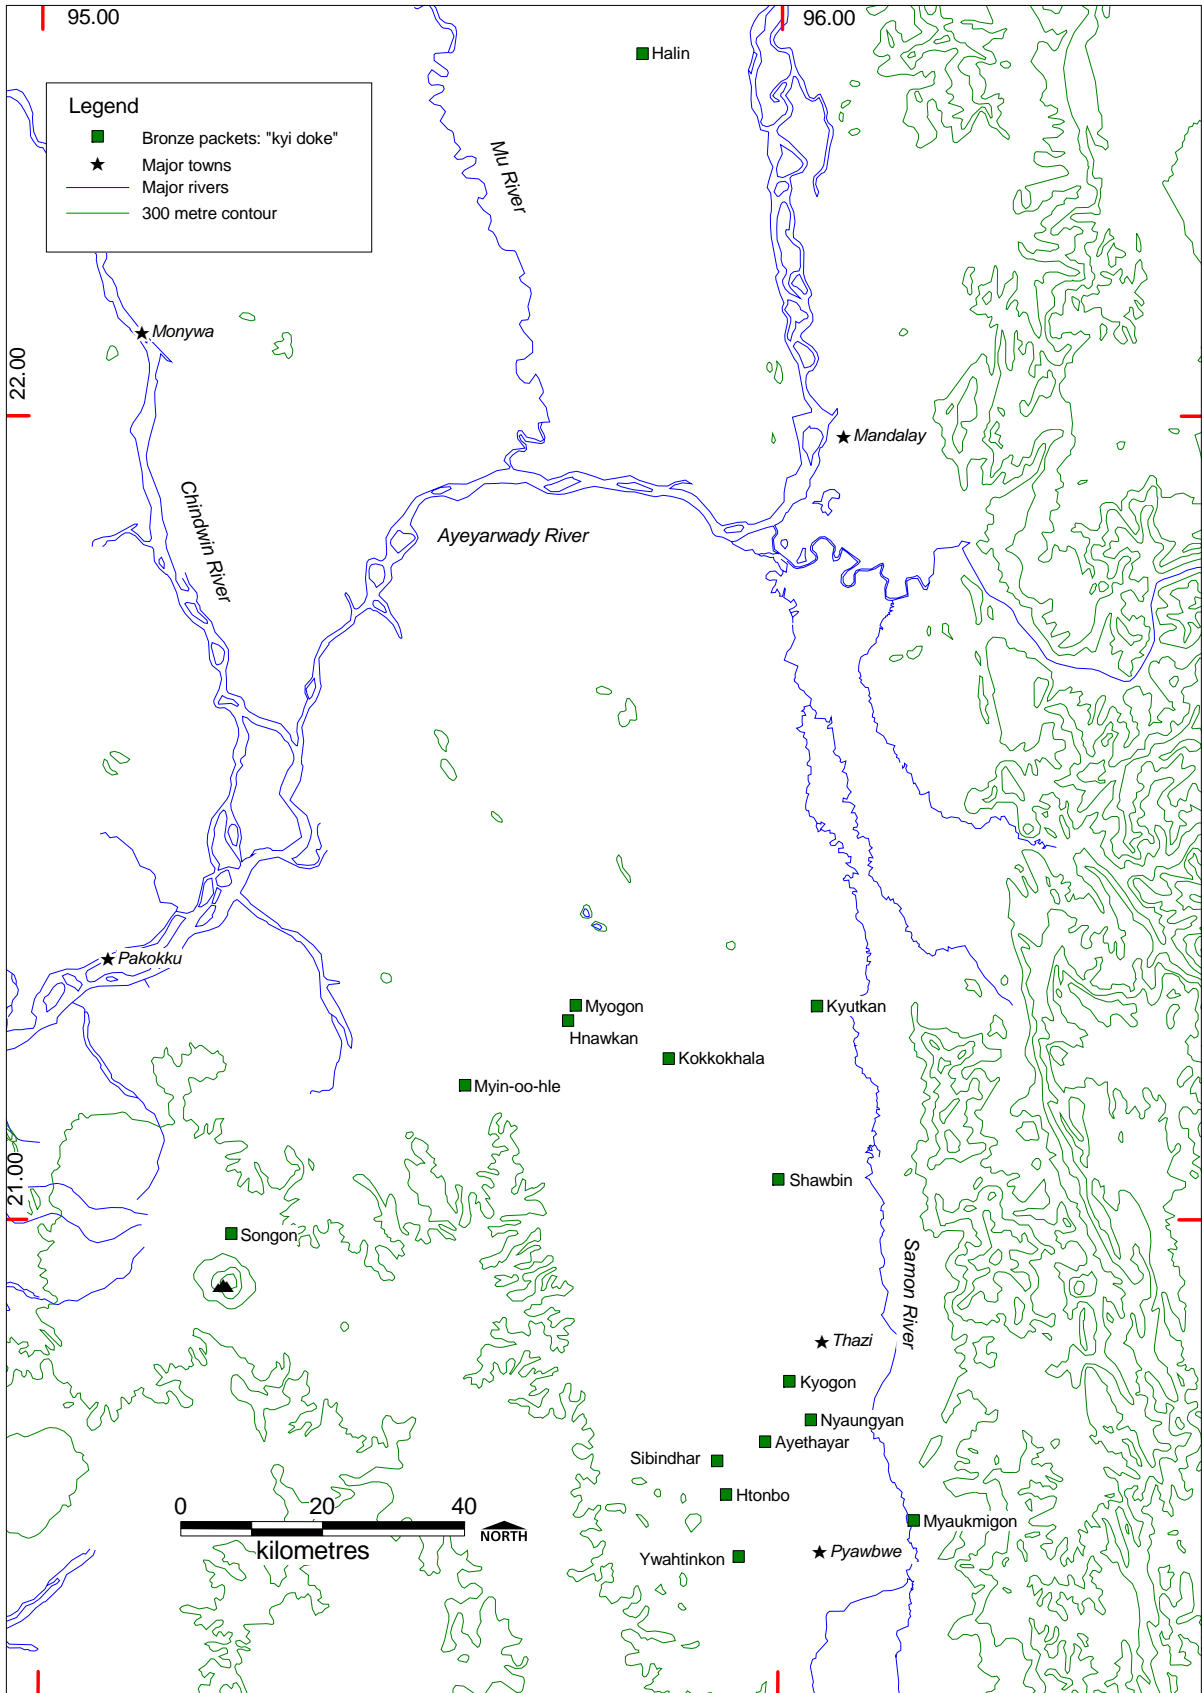 95.00
96.00
Halin
Legend
Bronze packets: "kyi doke"
Major towns
Major rivers
300 metre contour
Mu River
Monywa
22.00
Mandalay
Chindwin River
Ayeyarwady River
Pakokku
Myogon
Kyutkan
Hnawkan
Kokkokhala
Myin-oo-hle
21.00
Shawbin
Songon
Samon River
Thazi
Kyogon
Nyaungyan
Ayethayar
Sibindhar
Htonbo
0 20 40
kilometres
NORTH
Myaukmigon
Pyawbwe
Ywahtinkon